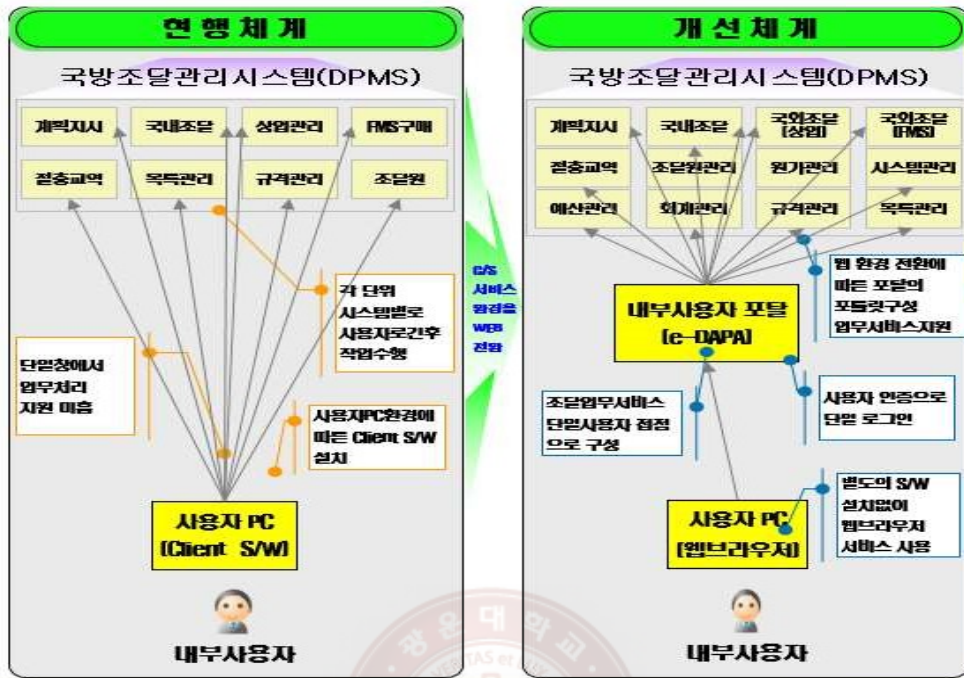 현행체계
국방조달관리시스템(DPMS)
계획지시
국내조달
상업관리
FMS구매
절충교역
목록관리
규격관리
조달원
각 단위
시스템별로
사용자로긴후
작업수행
단일창에서
업무처리
지원 미흡
사용자PC환경에
따른 Client S/W
설치
사용자 PC
(Client S/W)
내부사용자
C/S
서비스
환경을
WEB
전환
개선체계
국방조달관리시스템(DPMS)
계획지시
국내조달
국외조달
(상업)
국외조달
(FMS)
절충교역
조달원관리
원가관리
시스템관리
예산관리
회계관리
규격관리
목록관리
웹 환경 전환에
따른 포탈의
포틀릿구성
업무서비스지원
내부사용자 포탈
(e-DAPA)
조달업무서비스
단일사용자 접점
으로 구성
사용자 인증으로
단일 로그인
별도의 S/W
설치없이
웹브라우저
서비스 사용
사용자 PC
(웹브라우저)
내부사용자
광운대학교